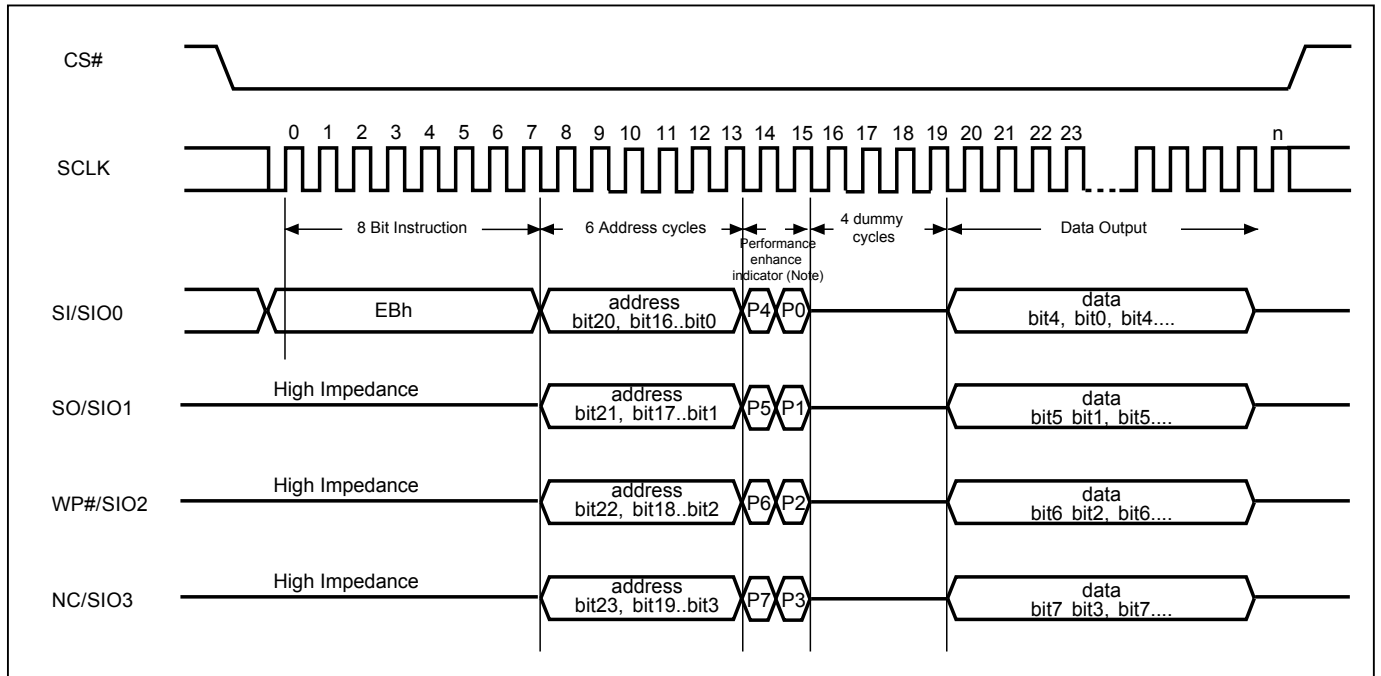 CS#
0 1 2 3 4 5 6 7 8 9 10 11 12 13 14 15 16 17 18 19 20 21 22 23 n
SCLK
8 Bit Instruction
6 Address cycles
Performance
enhance
indicator (Note)
4 dummy
cycles
Data Output
SI/SIO0
EBh
address
bit20, bit16..bit0
P4 P0
data
bit4, bit0, bit4....
High Impedance
SO/SIO1
address
bit21, bit17..bit1
P5 P1
data
bit5 bit1, bit5....
High Impedance
WP#/SIO2
address
bit22, bit18..bit2
P6 P2
data
bit6 bit2, bit6....
High Impedance
NC/SIO3
address
bit23, bit19..bit3
P7 P3
data
bit7 bit3, bit7....